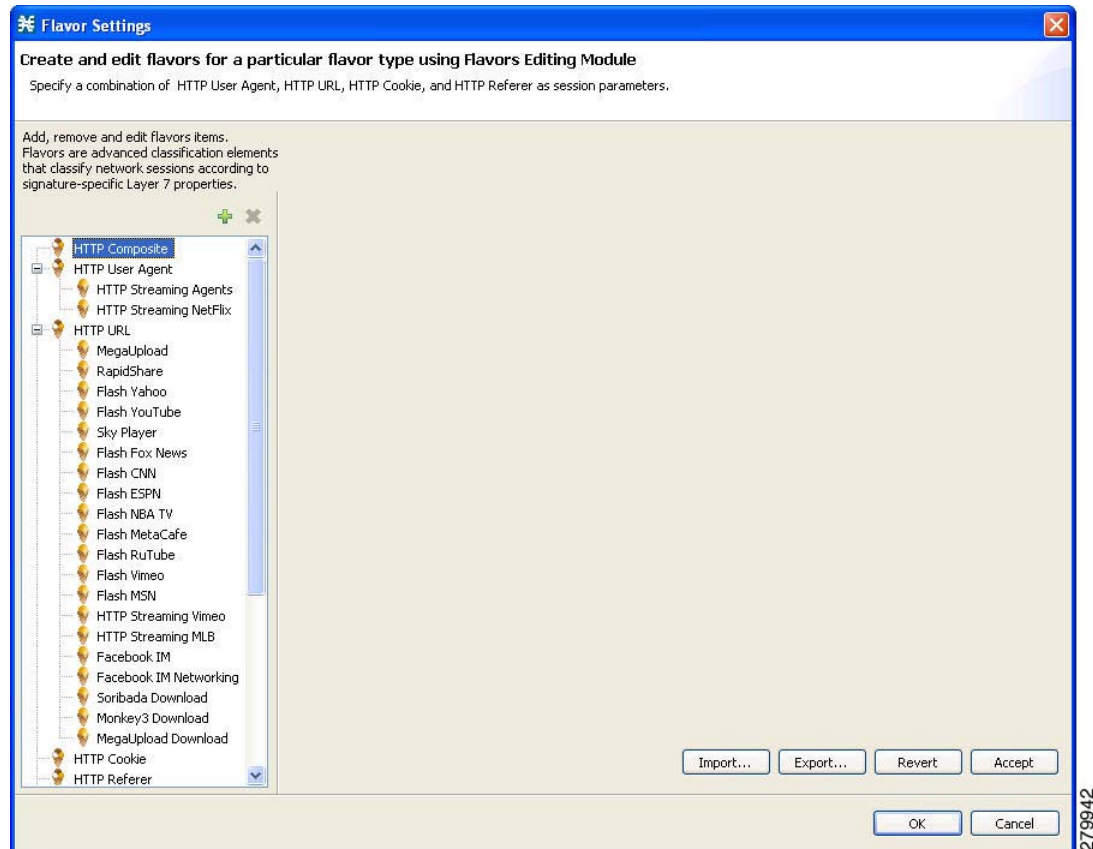 Flavor Settings
Create and edit flavors for a particular flavor type using Flavors Editing Module
Specify a combination of HTTP User Agent, HTTP URL, HTTP Cookie, and HTTP Referer as session parameters.
Add, remove and edit flavors items.
Flavors are advanced classification elements
that classify network sessions according to
signature-specific Layer 7 properties.
HTTP Composite
HTTP User Agent
HTTP Streaming Agents
HTTP Streaming NetFlix
HTTP URL
MegaUpload
RapidShare
Flash Yahoo
Flash YouTube
Sky Player
Flash Fox News
Flash CNN
Flash ESPN
Flash NBA TV
Flash MetaCafe
Flash RuTube
Flash Vimeo
Flash MSN
HTTP Streaming Vimeo
HTTP Streaming MLB
Facebook IM
Facebook IM Networking
Soribada Download
Monkey3 Download
MegaUpload Download
HTTP Cookie
HTTP Referer
Import... Export... Revert Accept
OK Cancel
279942